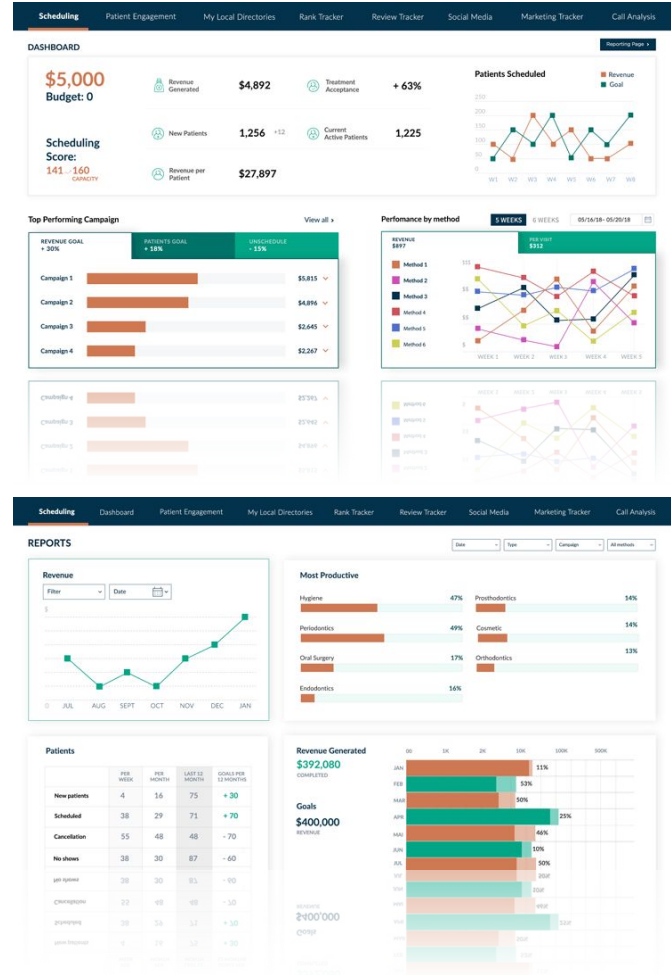 Scheduling Patient Engagement My Local Directories Rank Tracker Review Tracker Social Media Marketing Tracker Call Analysis
DASHBOARD
Reporting Page
$5,000
Budget: 0
Scheduling
Score:
141 160
CAPACITY
Revenue
Generated
$4,892
Treatment
Acceptance
+ 63%
New Patients
1,256 +12
Current
Active Patients
1,225
Revenue per
Patient
$27,897
Patients Scheduled
Revenue
Goal
250
200
150
100
50
0
W1 W2 W3 W4 W5 W6 W7 W8
Top Performing Campaign
View all
REVENUE GOAL
+ 30%
PATIENTS GOAL
+ 18%
UNSCHEDULE
- 15%
Campaign 1 $5,815
Campaign 2 $4,896
Campaign 3 $2,645
Campaign 4 $2,267
Perfomance by method
5 WEEKS 6 WEEKS 05/16/18- 05/20/18
REVENUE
$897
PER VISIT
$312
Method 1
Method 2
Method 3
Method 4
Method 5
Method 6
$$$
$$
$
WEEK 1 WEEK 2 WEEK 3 WEEK 4 WEEK 5
Scheduling Dashboard Patient Engagement My Local Directories Rank Tracker Review Tracker Social Media Marketing Tracker Call Analysis
REPORTS
Date Type Campaign All methods
Revenue
Filter Date
$
0 JUL AUG SEPT OCT NOV DEC JAN
Most Productive
Hygiene 47%
Periodontics 49%
Oral Surgery 17%
Endodontics 16%
Prosthodontics 54%
Cosmetic 14%
Orthodontics 13%
Patients
PER WEEK PER MONTH LAST 12 MONTH GOALS PER 12 MONTHS
New patients 4 16 75 + 30
Scheduled 38 29 71 + 70
Cancellation 55 48 48 - 70
No shows 38 30 87 - 60
Revenue Generated
$392,080
COMPLETED
Goals
$400,000
REVENUE
00 1K 2K 10K 100K 500K
JAN 11%
FEB 53%
MAR 50%
APR 25%
MAI 46%
JUN 10%
JUL 50%